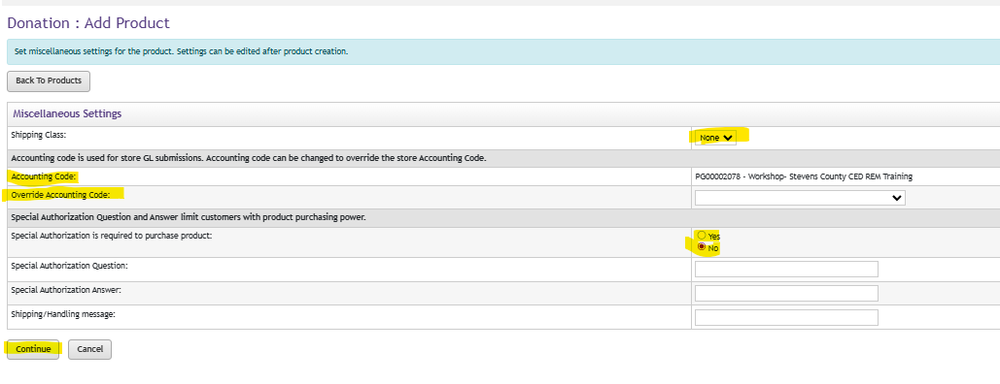 Donation : Add Product
Set miscellaneous settings for the product. Settings can be edited after product creation.
Back To Products
Miscellaneous Settings
Shipping Class:
None
Accounting code is used for store GL submissions. Accounting code can be changed to override the store Accounting Code.
Accounting Code:
PG00002078 - Workshop- Stevens County CED REM Training
Override Accounting Code:
Special Authorization Question and Answer limit customers with product purchasing power.
Special Authorization is required to purchase product:
Yes
No
Special Authorization Question:
Special Authorization Answer:
Shipping/Handling message:
Continue
Cancel